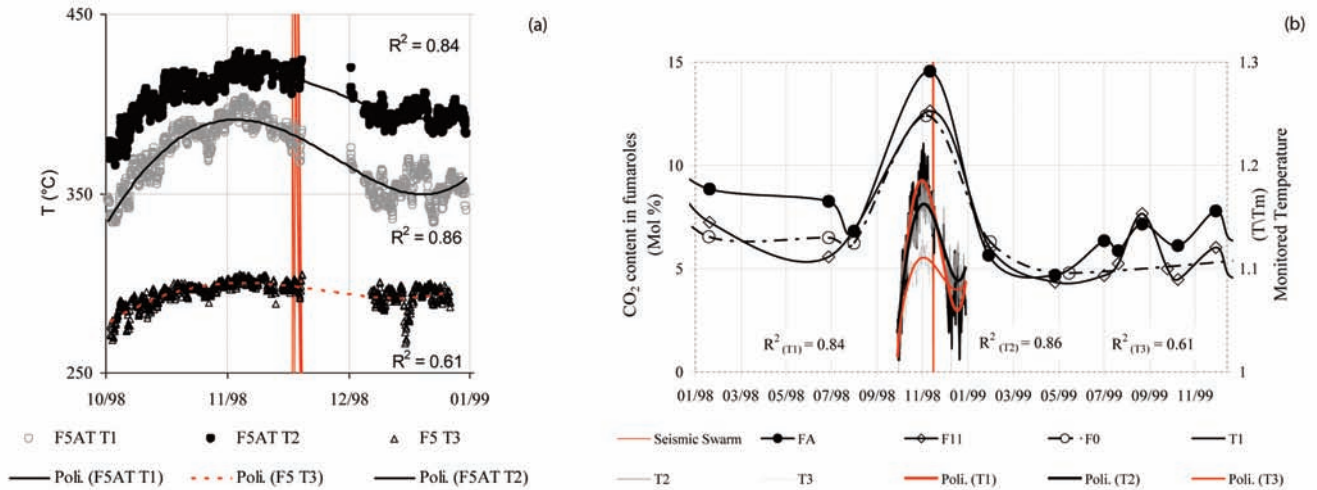 (a)
450
350
250
T (°C)
R² = 0.84
R² = 0.86
R² = 0.61
10/98 11/98 12/98 01/99
F5AT T1 F5AT T2 F5 T3
Poli. (F5AT T1) Poli. (F5 T3) Poli. (F5AT T2)
(b)
15
10
5
0
CO₂ content in fumaroles
(Mol %)
1.3
1.2
1.1
1
(T\Tm)
Monitored Temperature
R² (T1) = 0.84 R² (T2) = 0.86 R² (T3) = 0.61
01/98 03/98 05/98 07/98 09/98 11/98 01/99 03/99 05/99 07/99 09/99 11/99
Seismic Swarm FA F11 F0 T1
T2 T3 Poli. (T1) Poli. (T2) Poli. (T3)